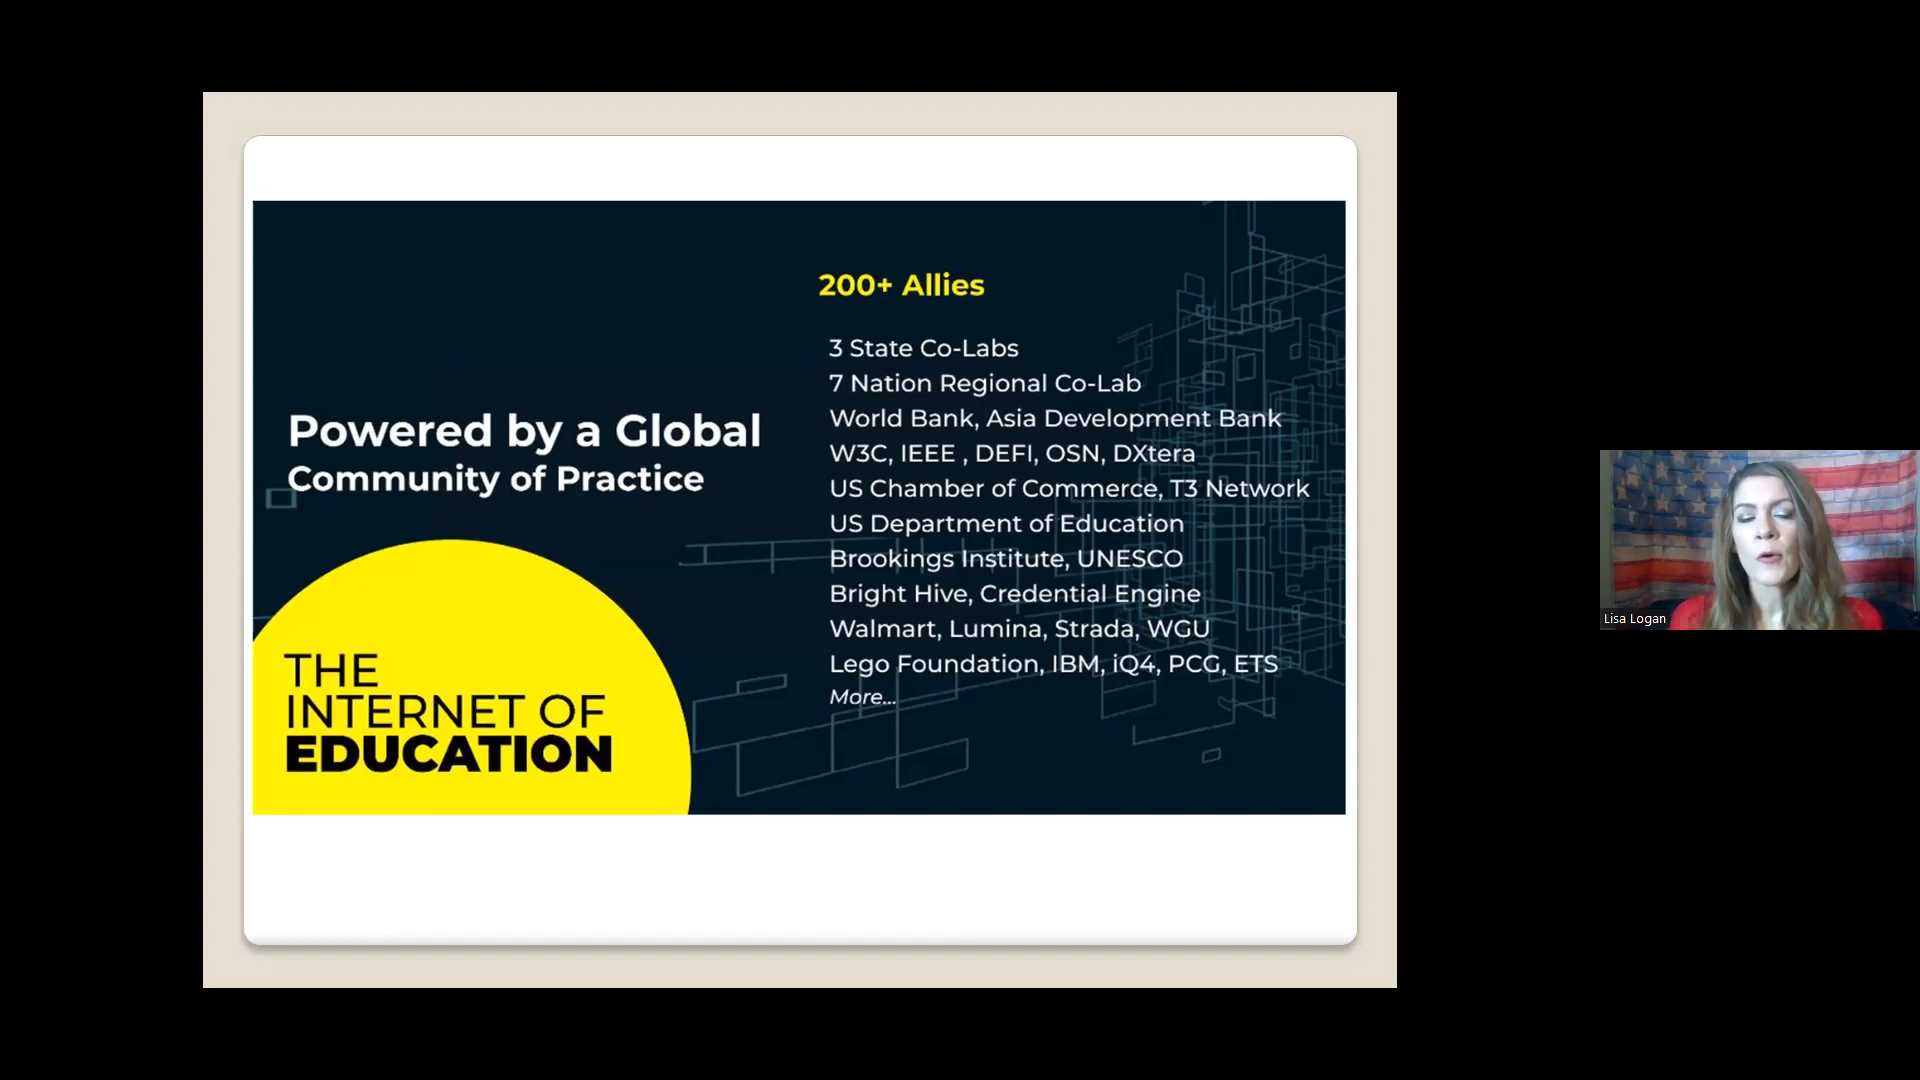 200+ Allies
3 State Co-Labs
7 Nation Regional Co-Lab
World Bank, Asia Development Bank
W3C, IEEE , DEFI, OSN, DXtera
US Chamber of Commerce, T3 Network
US Department of Education
Brookings Institute, UNESCO
Bright Hive, Credential Engine
Walmart, Lumina, Strada, WGU
Lego Foundation, IBM, iQ4, PCG, ETS
More...
Powered by a Global
Community of Practice
THE
INTERNET OF
EDUCATION
Lisa Logan